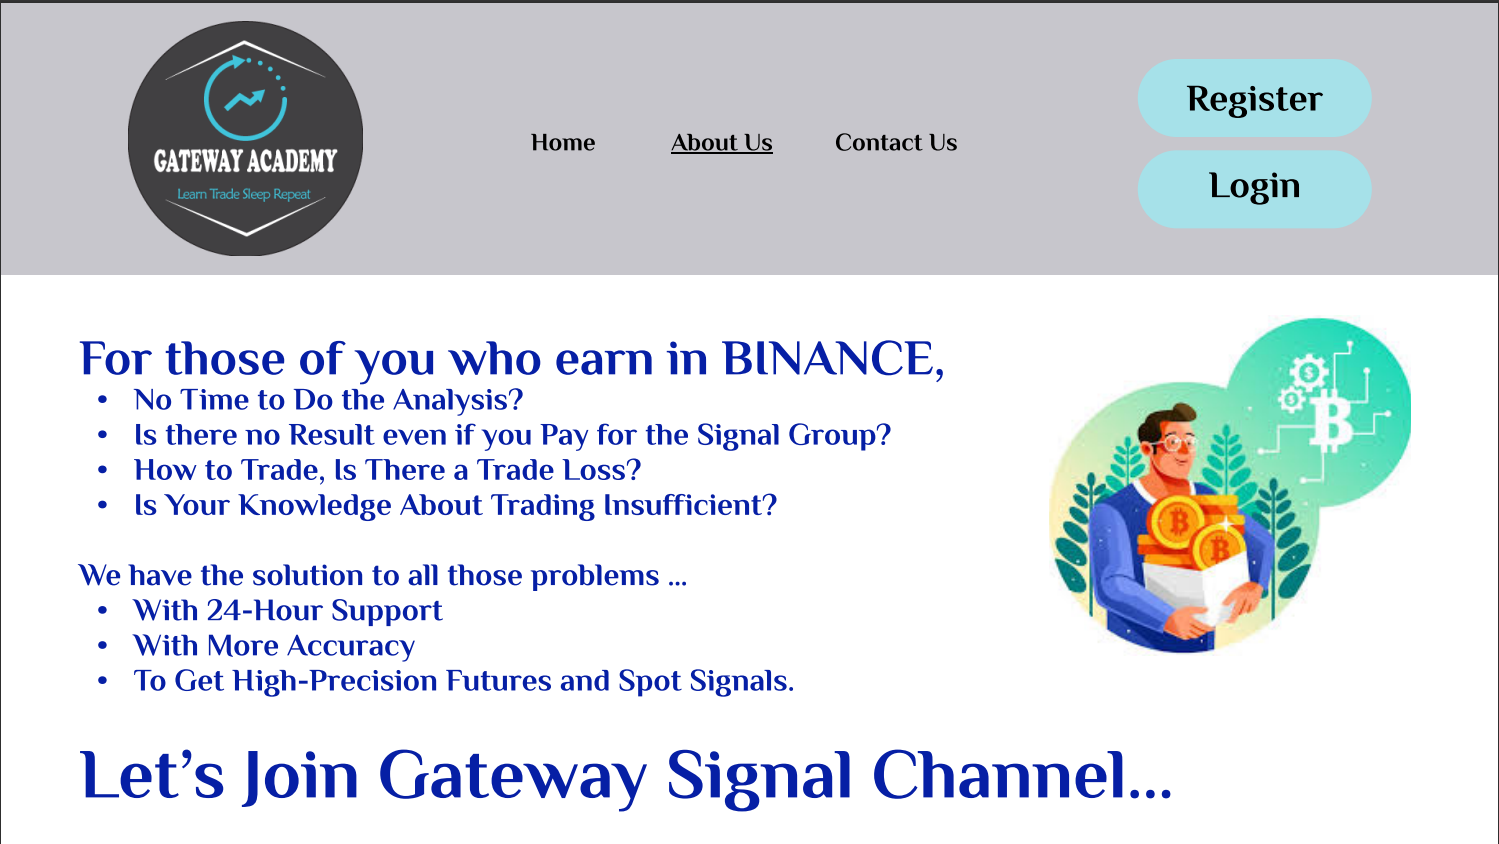 GATEWAY ACADEMY
Learn Trade Sleep Repeat
Home
About Us
Contact Us
Register
Login
For those of you who earn in BINANCE,
• No Time to Do the Analysis?
• Is there no Result even if you Pay for the Signal Group?
• How to Trade, Is There a Trade Loss?
• Is Your Knowledge About Trading Insufficient?
We have the solution to all those problems ...
• With 24-Hour Support
• With More Accuracy
• To Get High-Precision Futures and Spot Signals.
Let's Join Gateway Signal Channel...